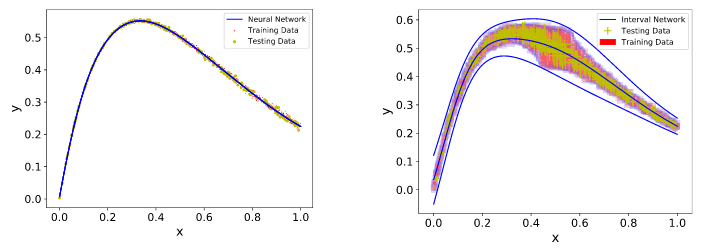 Neural Network
Training Data
Testing Data
0.5
0.4
0.3
0.2
0.1
0.0
y
0.0 0.2 0.4 0.6 0.8 1.0
x
Interval Network
Testing Data
Training Data
0.6
0.5
0.4
0.3
0.2
0.1
0.0
y
0.0 0.2 0.4 0.6 0.8 1.0
x